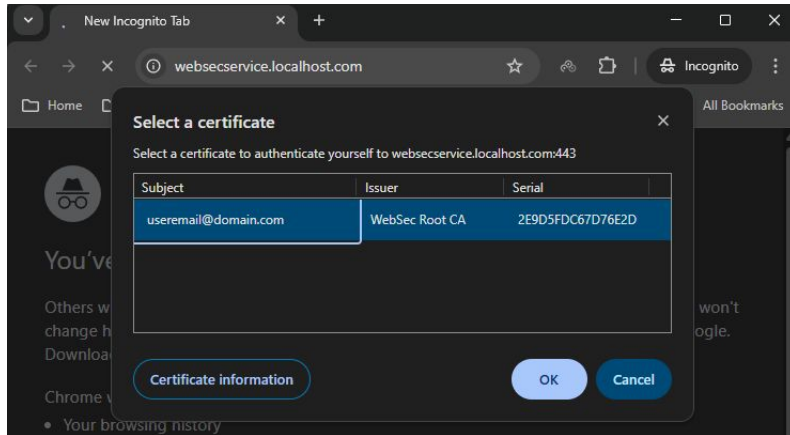 New Incognito Tab
websecservice.localhost.com
Incognito
Home
All Bookmarks
Select a certificate
Select a certificate to authenticate yourself to websecservice.localhost.com:443
Subject Issuer Serial
useremail@domain.com WebSec Root CA 2E9D5FDC67D76E2D
You've
Others w won't
change h ogle.
Downloa
Certificate information OK Cancel
Chrome
• Your browsing history